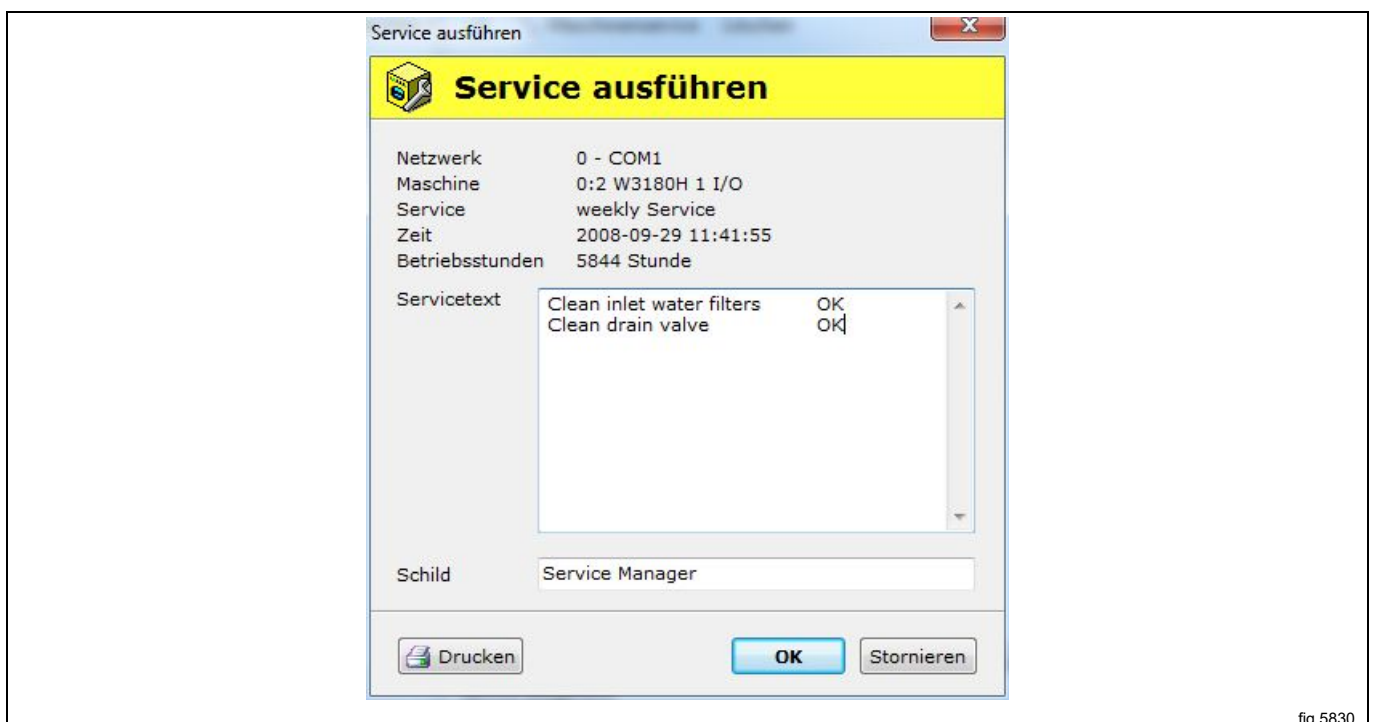 Service ausführen
Service ausführen
Netzwerk 0 - COM1
Maschine 0:2 W3180H 1 I/O
Service weekly Service
Zeit 2008-09-29 11:41:55
Betriebsstunden 5844 Stunde
Servicetext Clean inlet water filters OK
Clean drain valve OK
Schild Service Manager
Drucken OK Stornieren
fig.5830